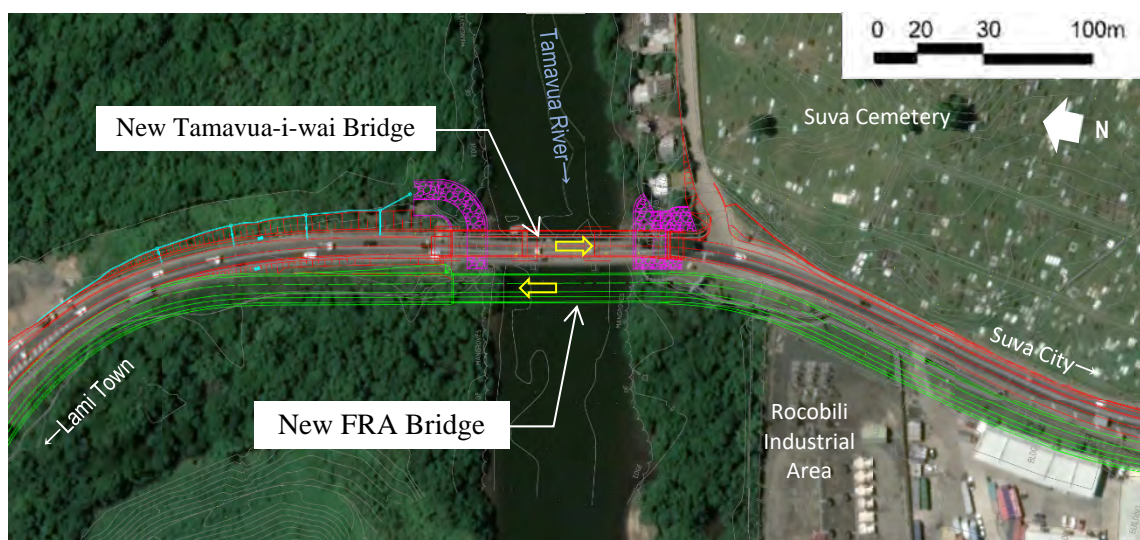 0 20 30 100m
Tamavua River→
New Tamavua-i-wai Bridge
Suva Cemetery
N
Suva City→
←Lami Town
New FRA Bridge
Rocobili
Industrial
Area